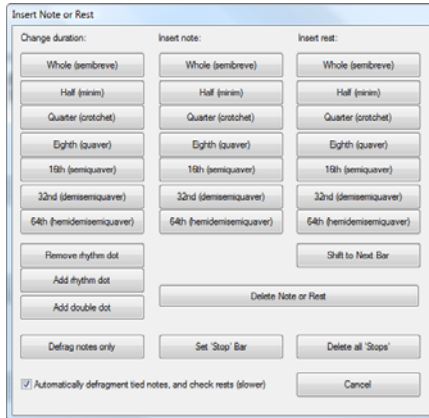 Insert Note or Rest
Change duration: Insert note: Insert rest:
Whole (semibreve) Whole (semibreve) Whole (semibreve)
Half (minim) Half (minim) Half (minim)
Quarter (crotchet) Quarter (crotchet) Quarter (crotchet)
Eighth (quaver) Eighth (quaver) Eighth (quaver)
16th (semiquaver) 16th (semiquaver) 16th (semiquaver)
32nd (demisemiquaver) 32nd (demisemiquaver) 32nd (demisemiquaver)
64th (hemidemisemiquaver) 64th (hemidemisemiquaver) 64th (hemidemisemiquaver)
Remove rhythm dot Shift to Next Bar
Add rhythm dot
Delete Note or Rest
Add double dot
Defrag notes only Set 'Stop' Bar Delete all 'Stops'
Automatically defragment tied notes, and check rests (slower) Cancel